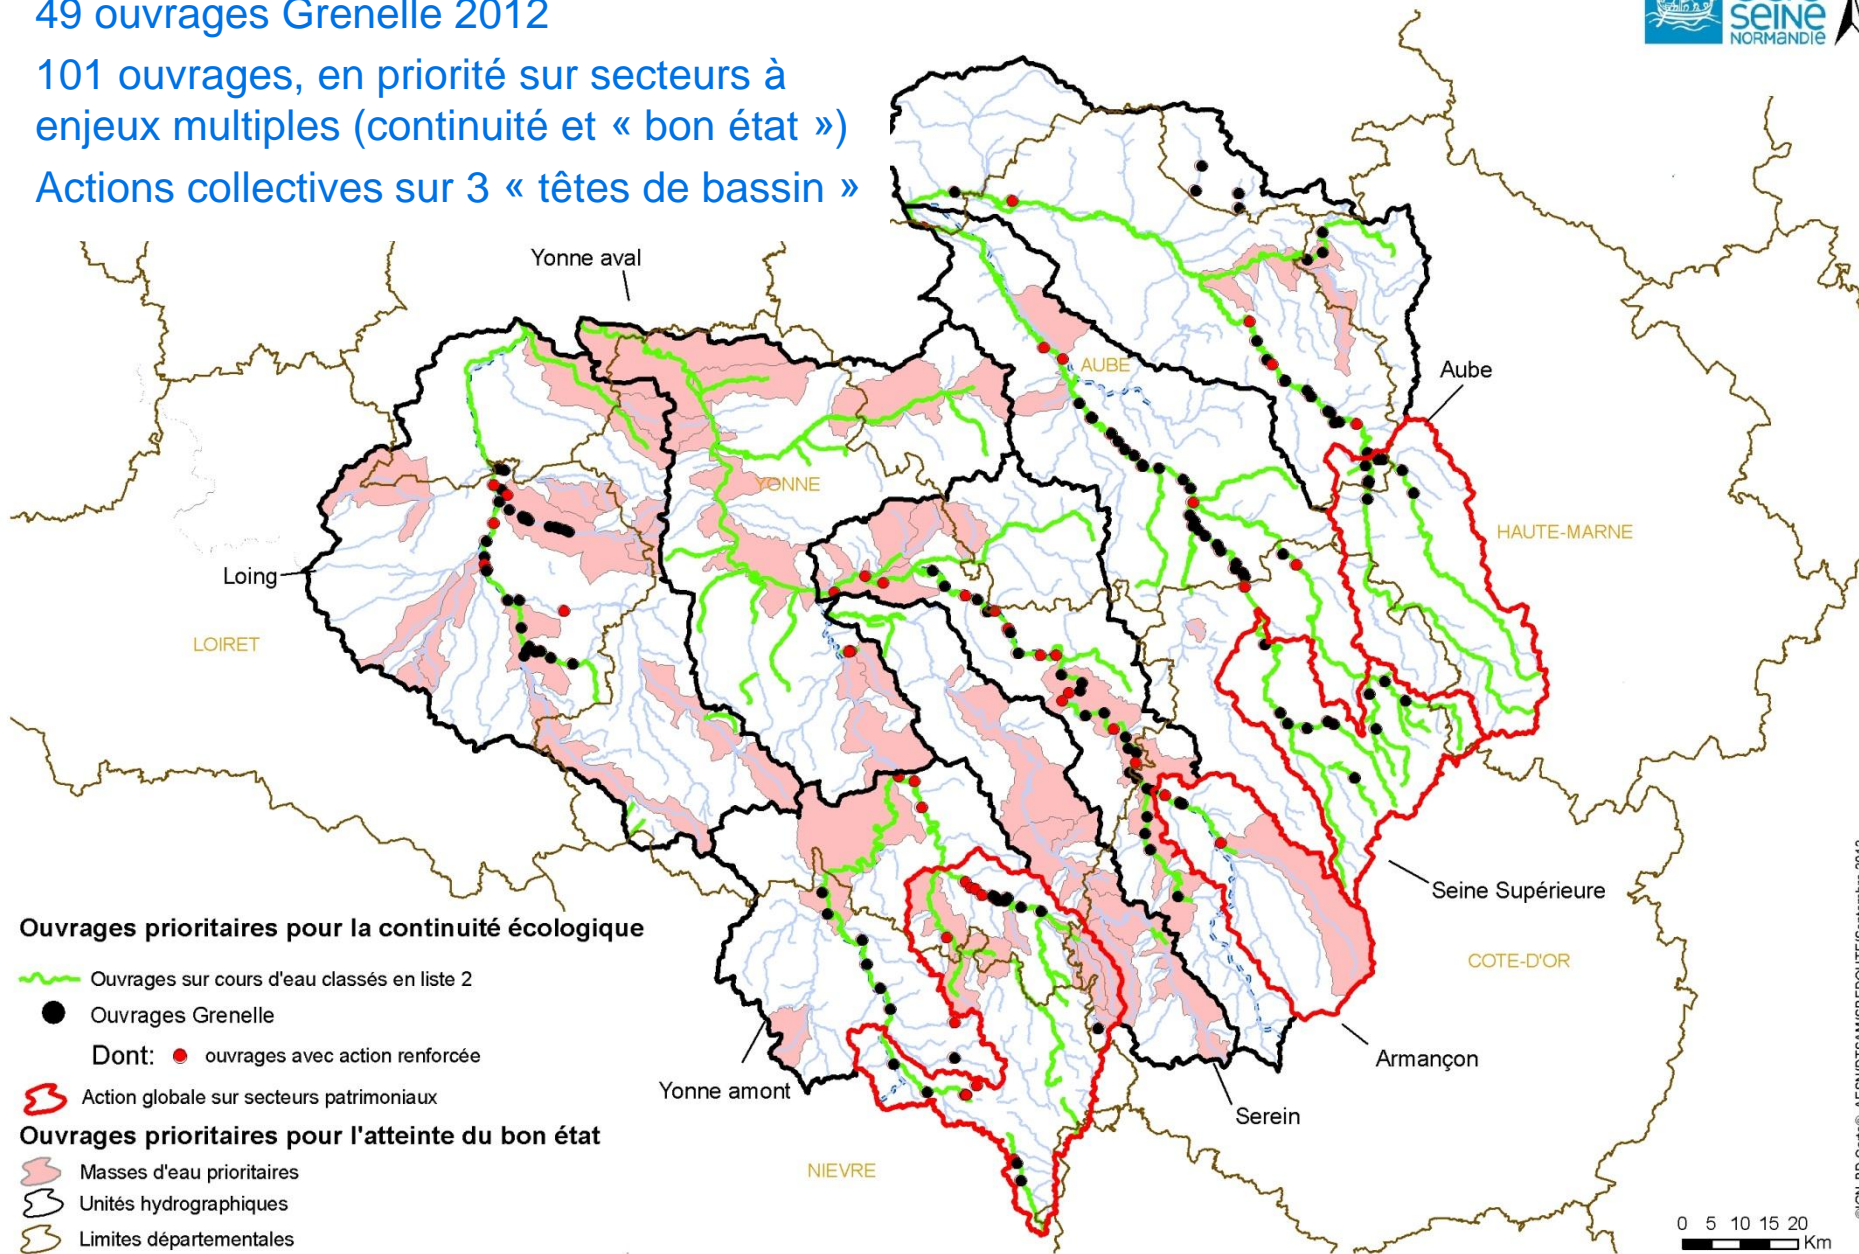 49 ouvrages Grenelle 2012
101 ouvrages, en priorité sur secteurs à
enjeux multiples (continuité et « bon état »)
Actions collectives sur 3 « têtes de bassin »
SEINE
NORMANDIE
Yonne aval
AUBE
Aube
YONNE
HAUTE-MARNE
Loing
LOIRET
Seine Supérieure
COTE-D'OR
Armançon
Yonne amont
Serein
NIEVRE
Ouvrages prioritaires pour la continuité écologique
Ouvrages sur cours d'eau classés en liste 2
Ouvrages Grenelle
Dont: ouvrages avec action renforcée
Action globale sur secteurs patrimoniaux
Ouvrages prioritaires pour l'atteinte du bon état
Masses d'eau prioritaires
Unités hydrographiques
Limites départementales
0 5 10 15 20
Km